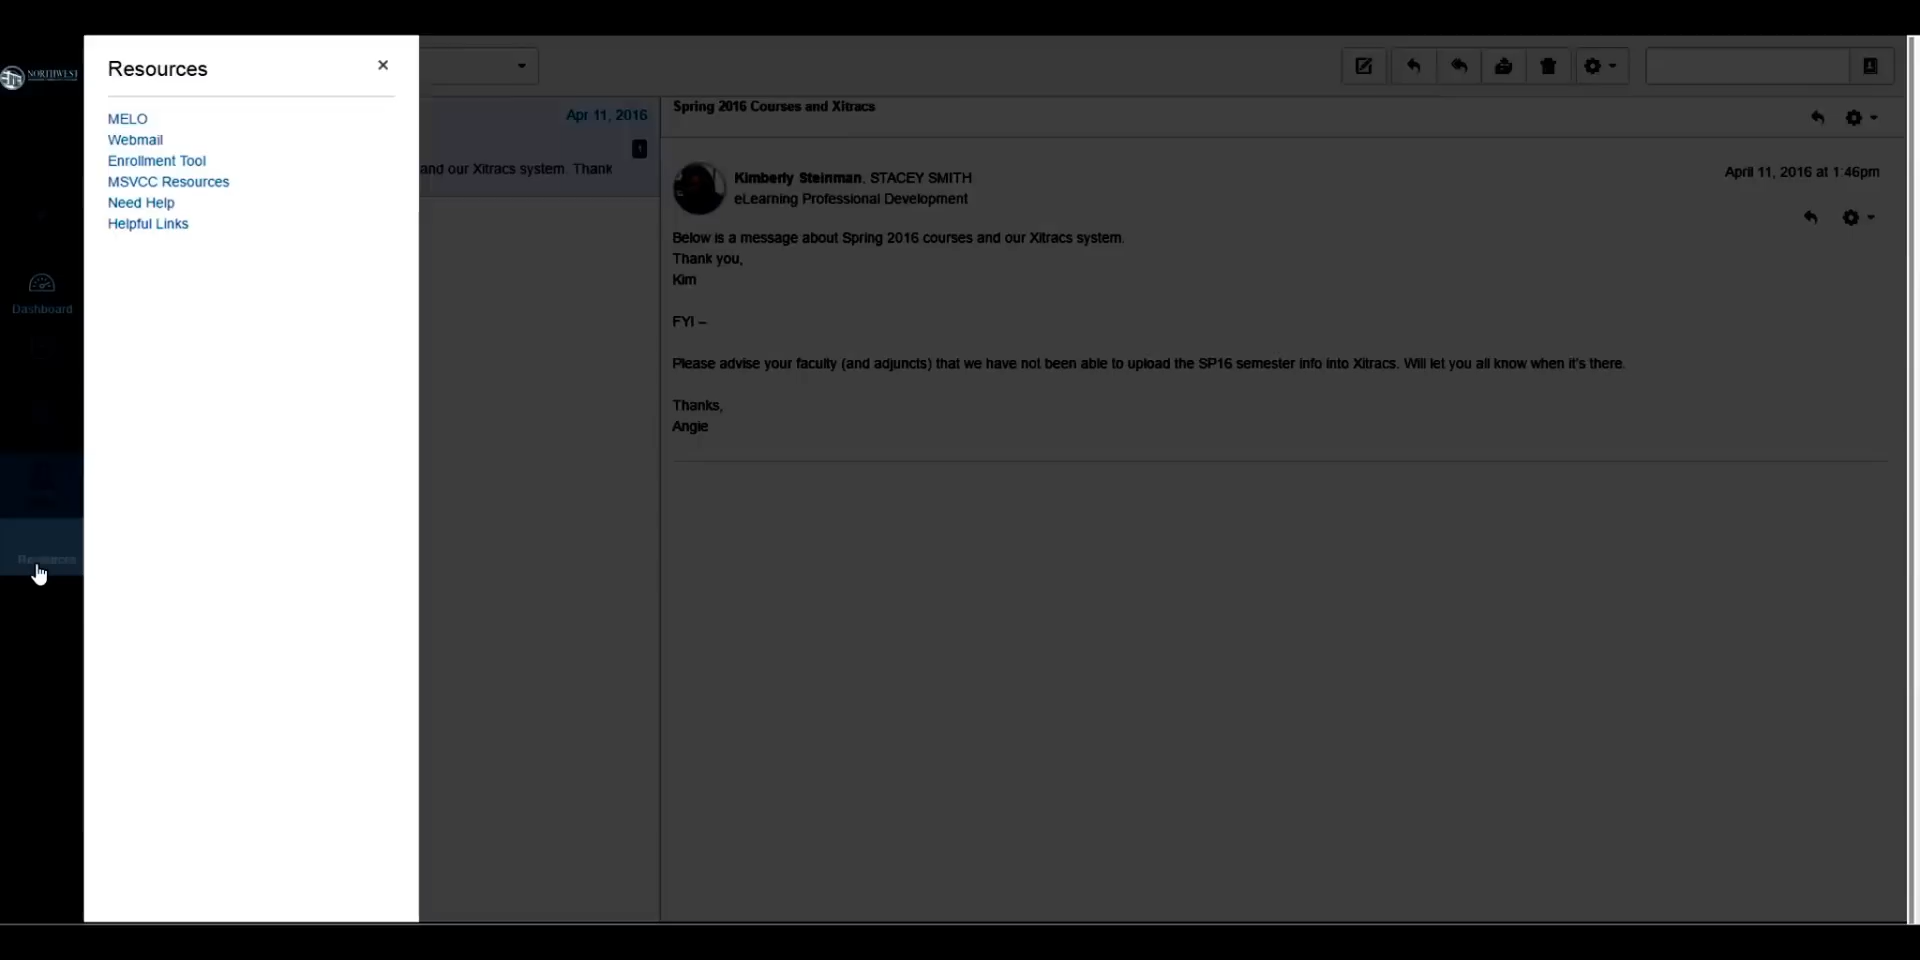 NORTHWEST
Dashboard
Resources
Resources
×
MELO
Webmail
Enrollment Tool
MSVCC Resources
Need Help
Helpful Links
Apr 11, 2016
1
and our Xitracs system. Thank
Spring 2016 Courses and Xitracs
Kimberly Steinman, STACEY SMITH
eLearning Professional Development
April 11, 2016 at 1:46pm
Below is a message about Spring 2016 courses and our Xitracs system.
Thank you,
Kim
FYI –
Please advise your faculty (and adjuncts) that we have not been able to upload the SP16 semester info into Xitracs. Will let you all know when it's there.
Thanks,
Angie